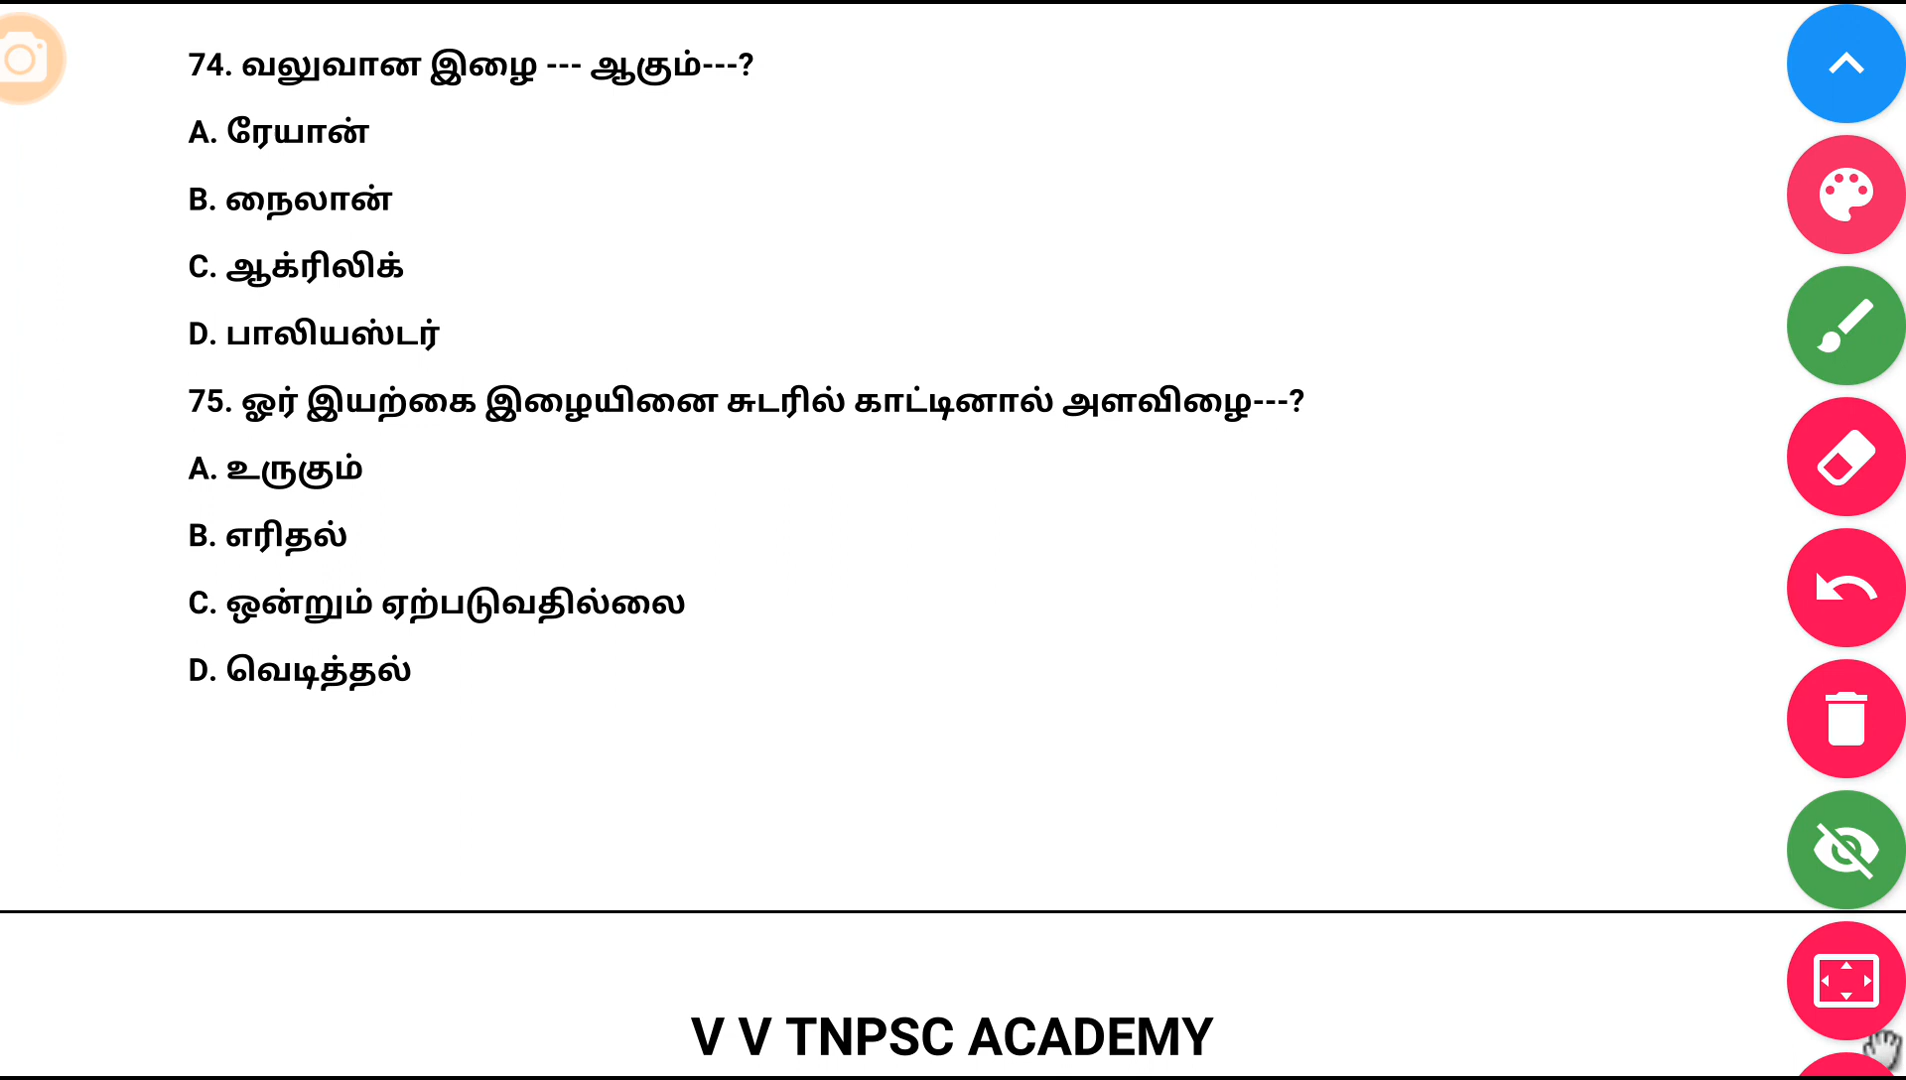 74. வலுவான இழை --- ஆகும்---?
A. ரேயான்
B. நைலான்
C. ஆக்ரிலிக்
D. பாலியஸ்டர்
75. ஓர் இயற்கை இழையினை சுடரில் காட்டினால் அளவிழை---?
A. உருகும்
B. எரிதல்
C. ஒன்றும் ஏற்படுவதில்லை
D. வெடித்தல்
V V TNPSC ACADEMY